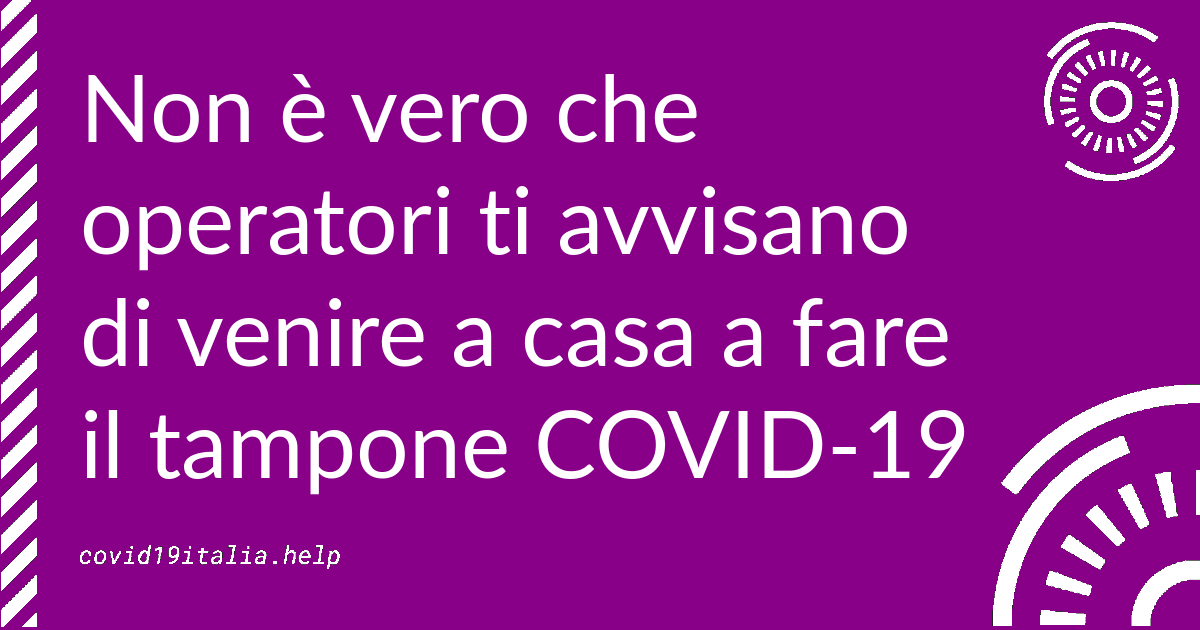 Non è vero che
operatori ti avvisano
di venire a casa a fare
il tampone COVID-19
covid19italia.help